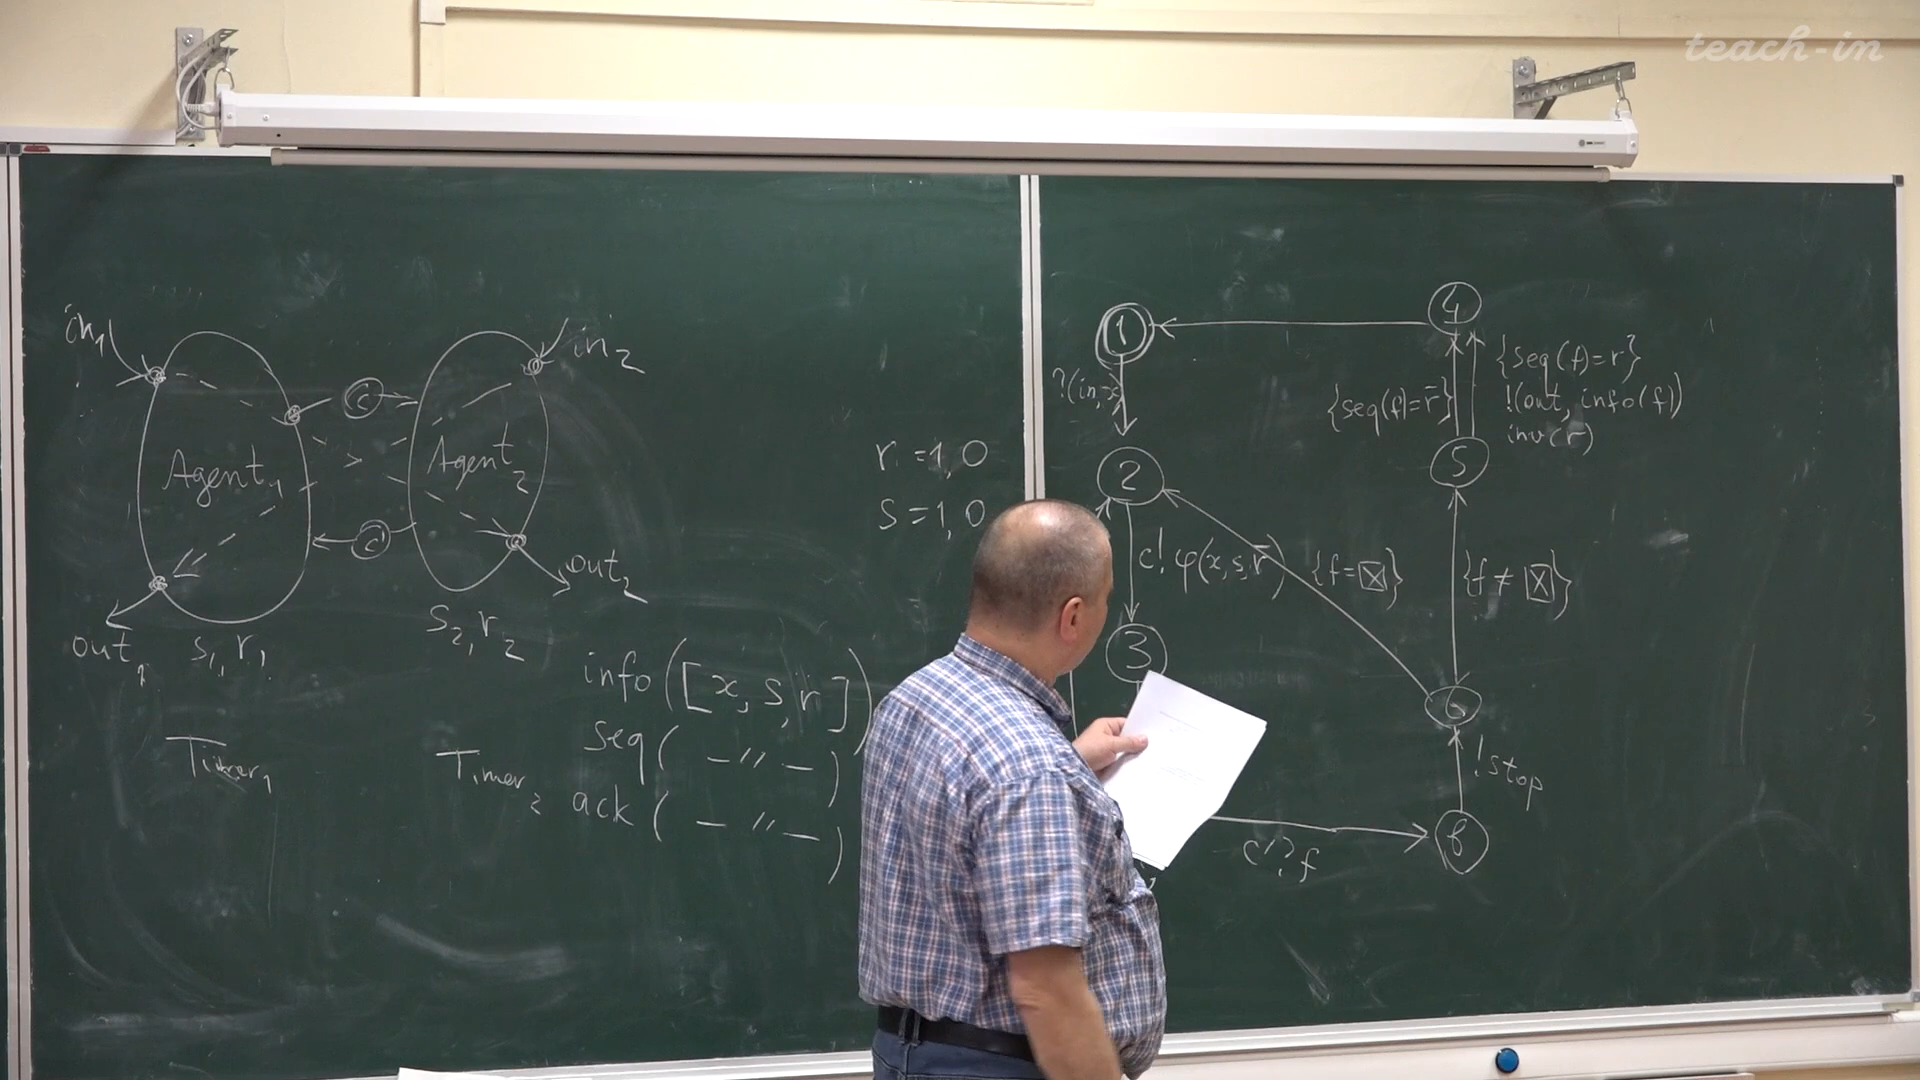 teach-in
in₁
in₂
c
Agent₁
Agent₂
c'
out₁
s₁, r₁
out₂
s₂, r₂
Timer₁
Timer₂
r = 1, 0
s = 1, 0
info([x, s, r])
seq( —〃— )
ack( —〃— )
1
4
{seq(f)=r}
{seq(f)=r̄}
!(out, info(f))
inv(r)
2
5
c! φ(x, s, r)
{f=☒}
{f ≠ ☒}
3
6
!stop
c'?f